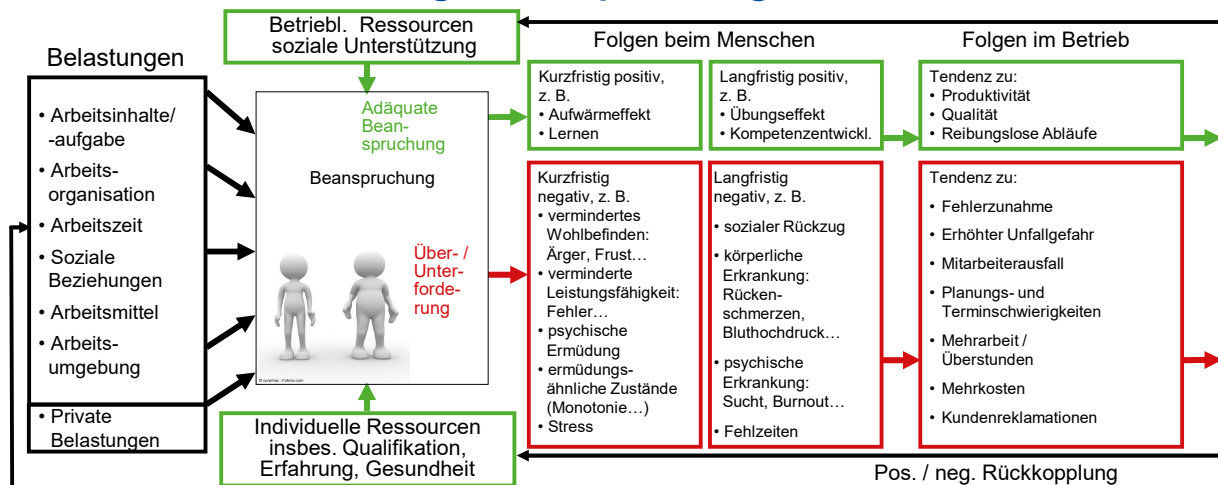 Betriebl. Ressourcen
soziale Unterstützung
Belastungen
• Arbeitsinhalte/
-aufgabe
• Arbeits-
organisation
• Arbeitszeit
• Soziale
Beziehungen
• Arbeitsmittel
• Arbeits-
umgebung
• Private
Belastungen
Adäquate
Bean-
spruchung
Beanspruchung
Über- /
Unter-
forde-
rung
Individuelle Ressourcen
insbes. Qualifikation,
Erfahrung, Gesundheit
Folgen beim Menschen
Kurzfristig positiv,
z. B.
• Aufwärmeffekt
• Lernen
Langfristig positiv,
z. B.
• Übungseffekt
• Kompetenzentwickl.
Kurzfristig
negativ, z. B.
• vermindertes
Wohlbefinden:
Ärger, Frust…
• verminderte
Leistungsfähigkeit:
Fehler…
• psychische
Ermüdung
• ermüdungs-
ähnliche Zustände
(Monotonie…)
• Stress
Langfristig
negativ, z. B.
• sozialer Rückzug
• körperliche
Erkrankung:
Rücken-
schmerzen,
Bluthochdruck…
• psychische
Erkrankung:
Sucht, Burnout…
• Fehlzeiten
Folgen im Betrieb
Tendenz zu:
• Produktivität
• Qualität
• Reibungslose Abläufe
Tendenz zu:
• Fehlerzunahme
• Erhöhter Unfallgefahr
• Mitarbeiterausfall
• Planungs- und
Terminschwierigkeiten
• Mehrarbeit /
Überstunden
• Mehrkosten
• Kundenreklamationen
Pos. / neg. Rückkopplung